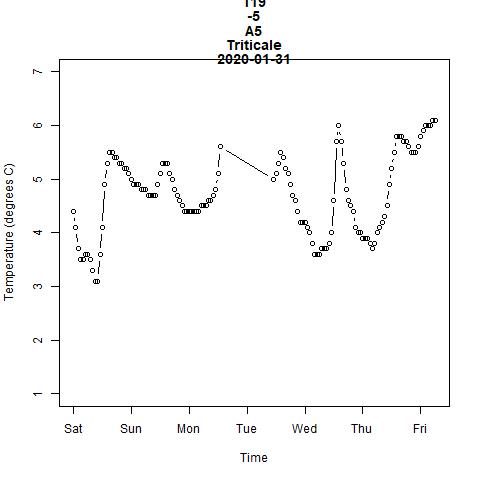 T19
-5
A5
Triticale
2020-01-31
7
6
5
4
3
2
1
Temperature (degrees C)
Sat Sun Mon Tue Wed Thu Fri
Time